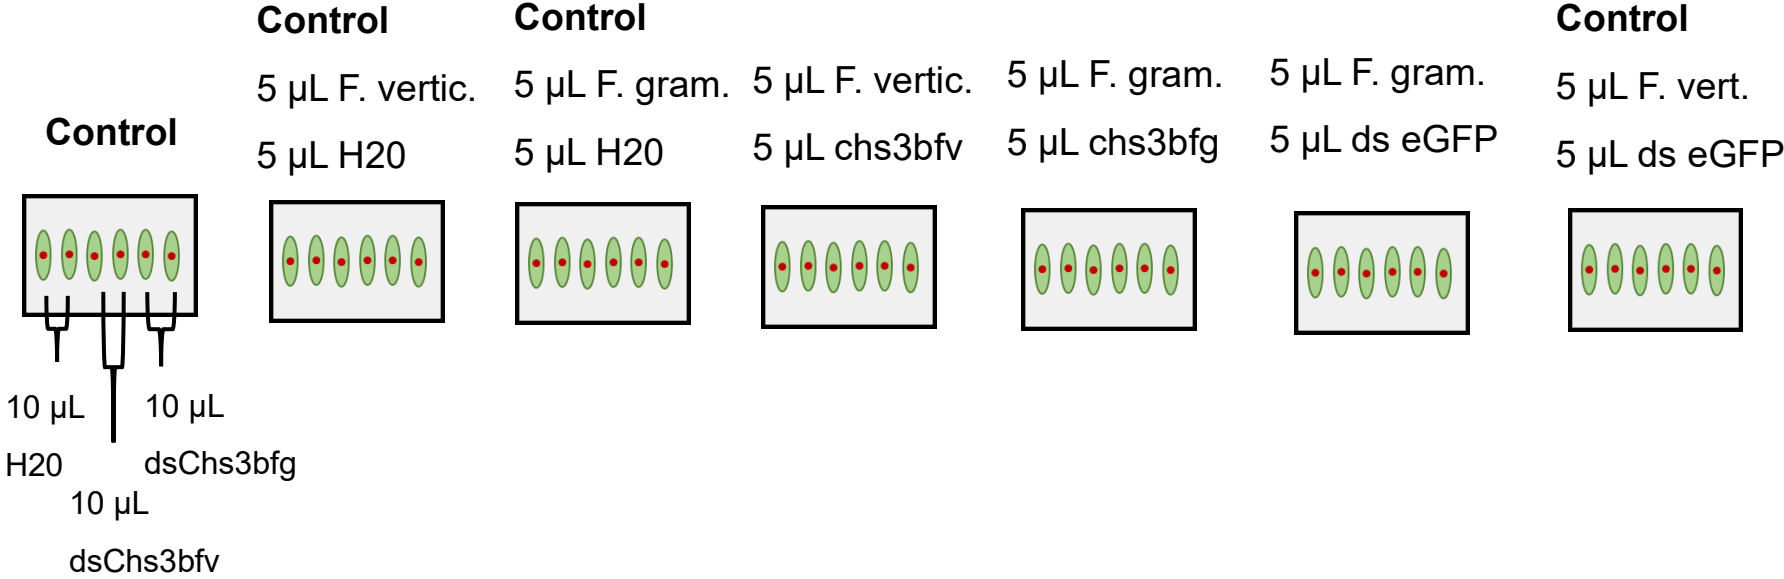 Control
10 µL
H20
10 µL
dsChs3bfv
10 µL
dsChs3bfg
Control
5 µL F. vertic.
5 µL H20
Control
5 µL F. gram.
5 µL H20
5 µL F. vertic.
5 µL chs3bfv
5 µL F. gram.
5 µL chs3bfg
5 µL F. gram.
5 µL ds eGFP
Control
5 µL F. vert.
5 µL ds eGFP